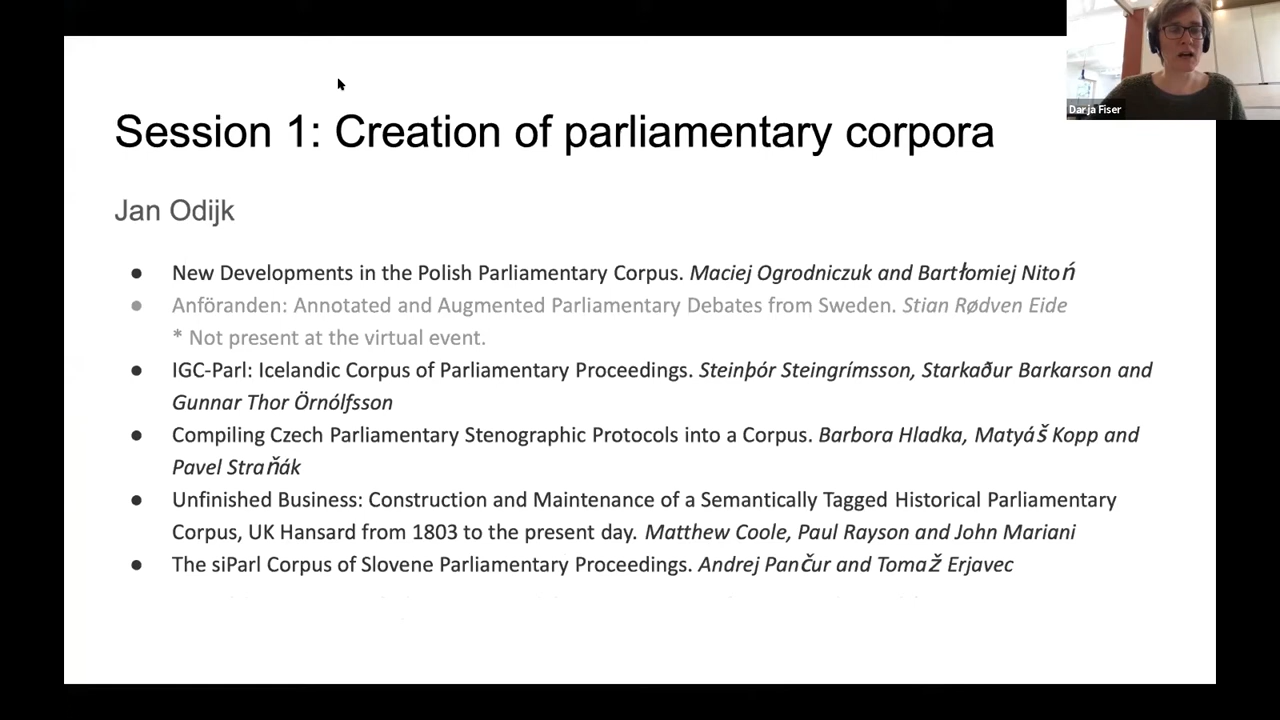 Darja Fiser
Session 1: Creation of parliamentary corpora
Jan Odijk
● New Developments in the Polish Parliamentary Corpus. Maciej Ogrodniczuk and Bartłomiej Nitoń
● Anföranden: Annotated and Augmented Parliamentary Debates from Sweden. Stian Rødven Eide
* Not present at the virtual event.
● IGC-Parl: Icelandic Corpus of Parliamentary Proceedings. Steinþór Steingrímsson, Starkaður Barkarson and
Gunnar Thor Örnólfsson
● Compiling Czech Parliamentary Stenographic Protocols into a Corpus. Barbora Hladka, Matyáš Kopp and
Pavel Straňák
● Unfinished Business: Construction and Maintenance of a Semantically Tagged Historical Parliamentary
Corpus, UK Hansard from 1803 to the present day. Matthew Coole, Paul Rayson and John Mariani
● The siParl Corpus of Slovene Parliamentary Proceedings. Andrej Pančur and Tomaž Erjavec